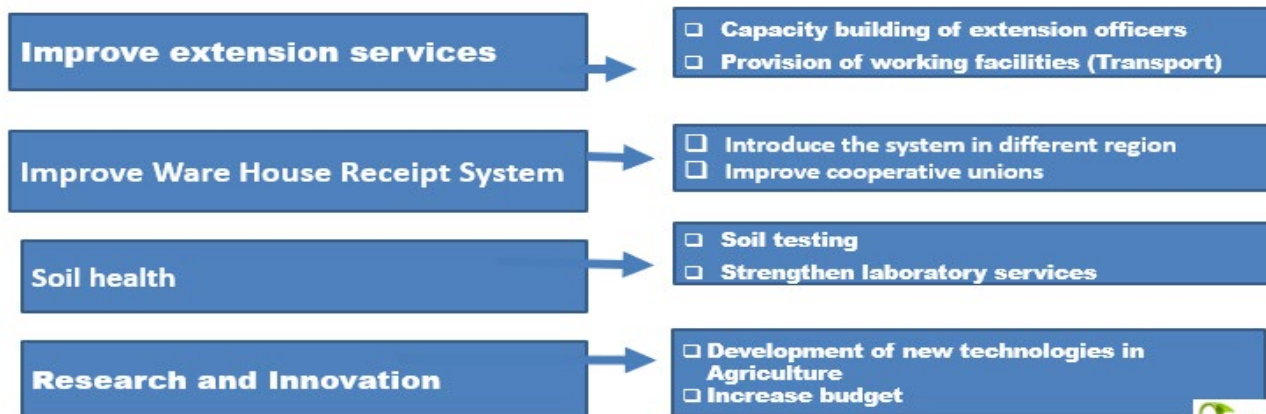 Improve extension services
❑ Capacity building of extension officers
❑ Provision of working facilities (Transport)
Improve Ware House Receipt System
❑ Introduce the system in different region
❑ Improve cooperative unions
Soil health
❑ Soil testing
❑ Strengthen laboratory services
Research and Innovation
❑ Development of new technologies in
Agriculture
❑ Increase budget